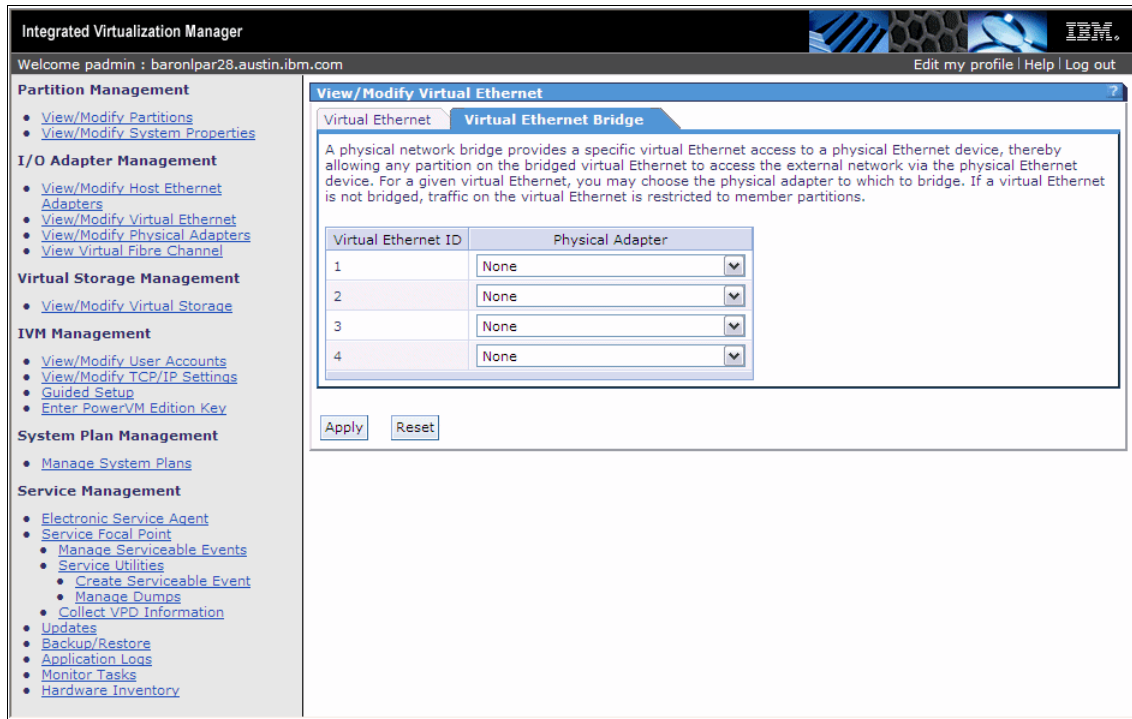 Integrated Virtualization Manager
IBM.
Welcome padmin : baronlpar28.austin.ibm.com
Edit my profile | Help | Log out
Partition Management
View/Modify Partitions
View/Modify System Properties
I/O Adapter Management
View/Modify Host Ethernet
Adapters
View/Modify Virtual Ethernet
View/Modify Physical Adapters
View Virtual Fibre Channel
Virtual Storage Management
View/Modify Virtual Storage
IVM Management
View/Modify User Accounts
View/Modify TCP/IP Settings
Guided Setup
Enter PowerVM Edition Key
System Plan Management
Manage System Plans
Service Management
Electronic Service Agent
Service Focal Point
Manage Serviceable Events
Service Utilities
Create Serviceable Event
Manage Dumps
Collect VPD Information
Updates
Backup/Restore
Application Logs
Monitor Tasks
Hardware Inventory
View/Modify Virtual Ethernet
?
Virtual Ethernet
Virtual Ethernet Bridge
A physical network bridge provides a specific virtual Ethernet access to a physical Ethernet device, thereby
allowing any partition on the bridged virtual Ethernet to access the external network via the physical Ethernet
device. For a given virtual Ethernet, you may choose the physical adapter to which to bridge. If a virtual Ethernet
is not bridged, traffic on the virtual Ethernet is restricted to member partitions.
Virtual Ethernet ID Physical Adapter
1 None
2 None
3 None
4 None
Apply Reset